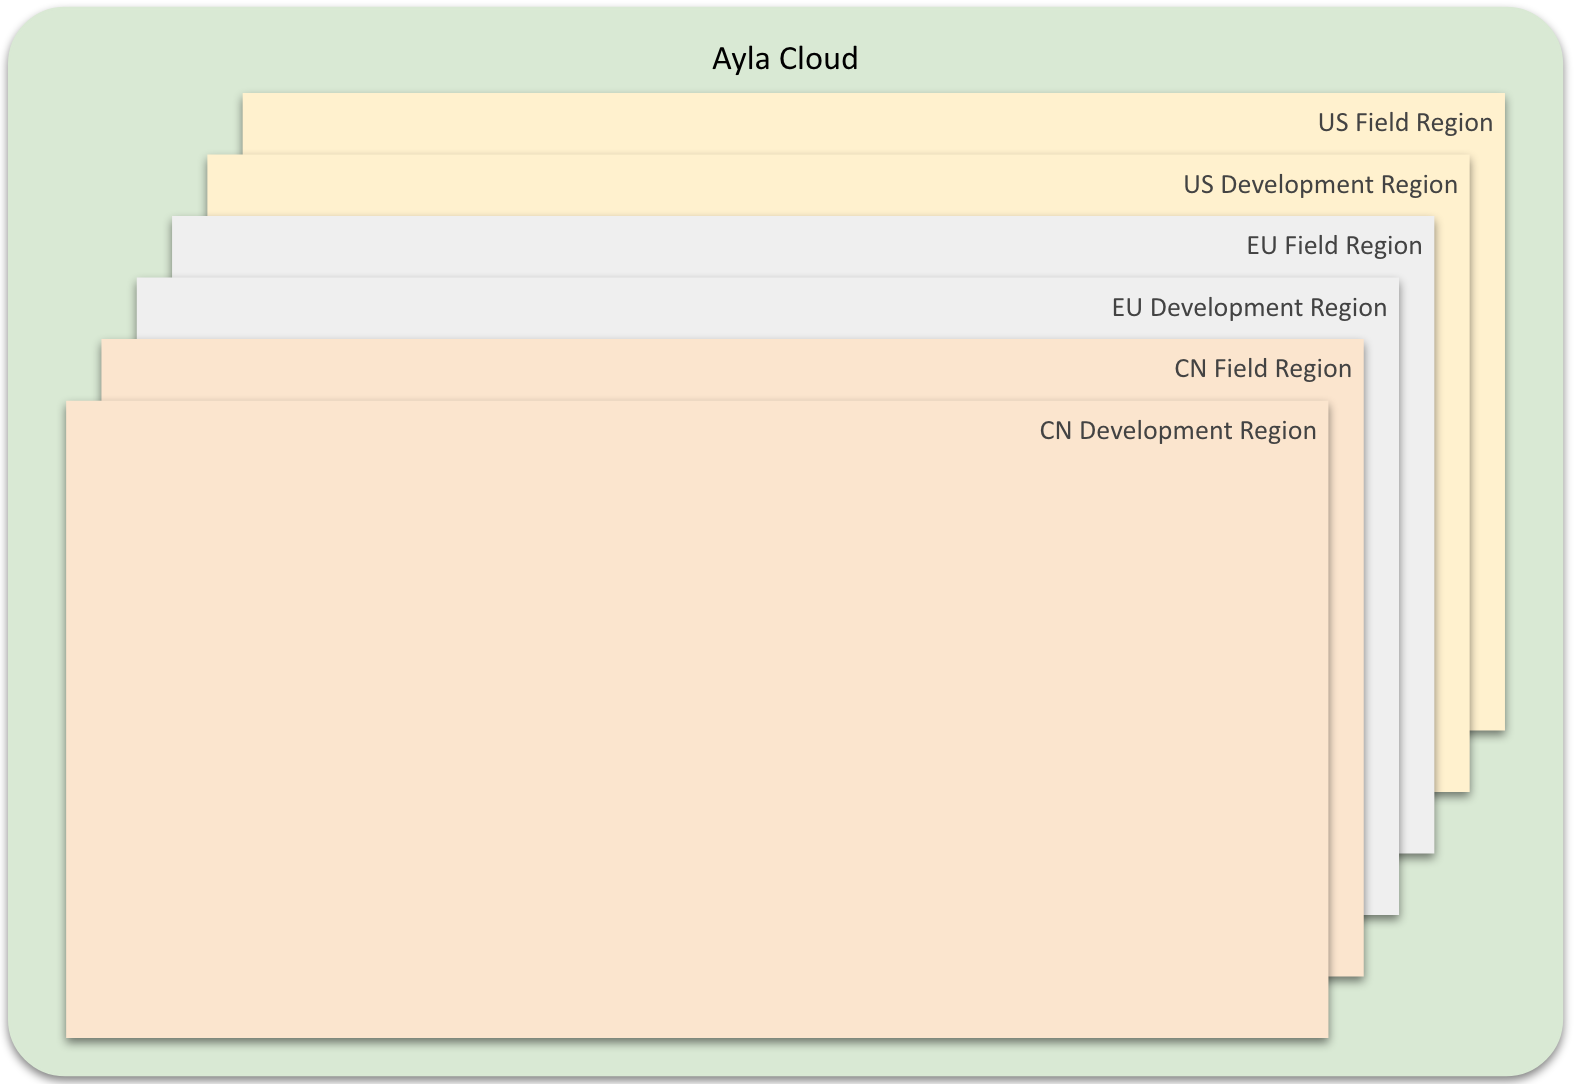 Ayla Cloud
US Field Region
US Development Region
EU Field Region
EU Development Region
CN Field Region
CN Development Region